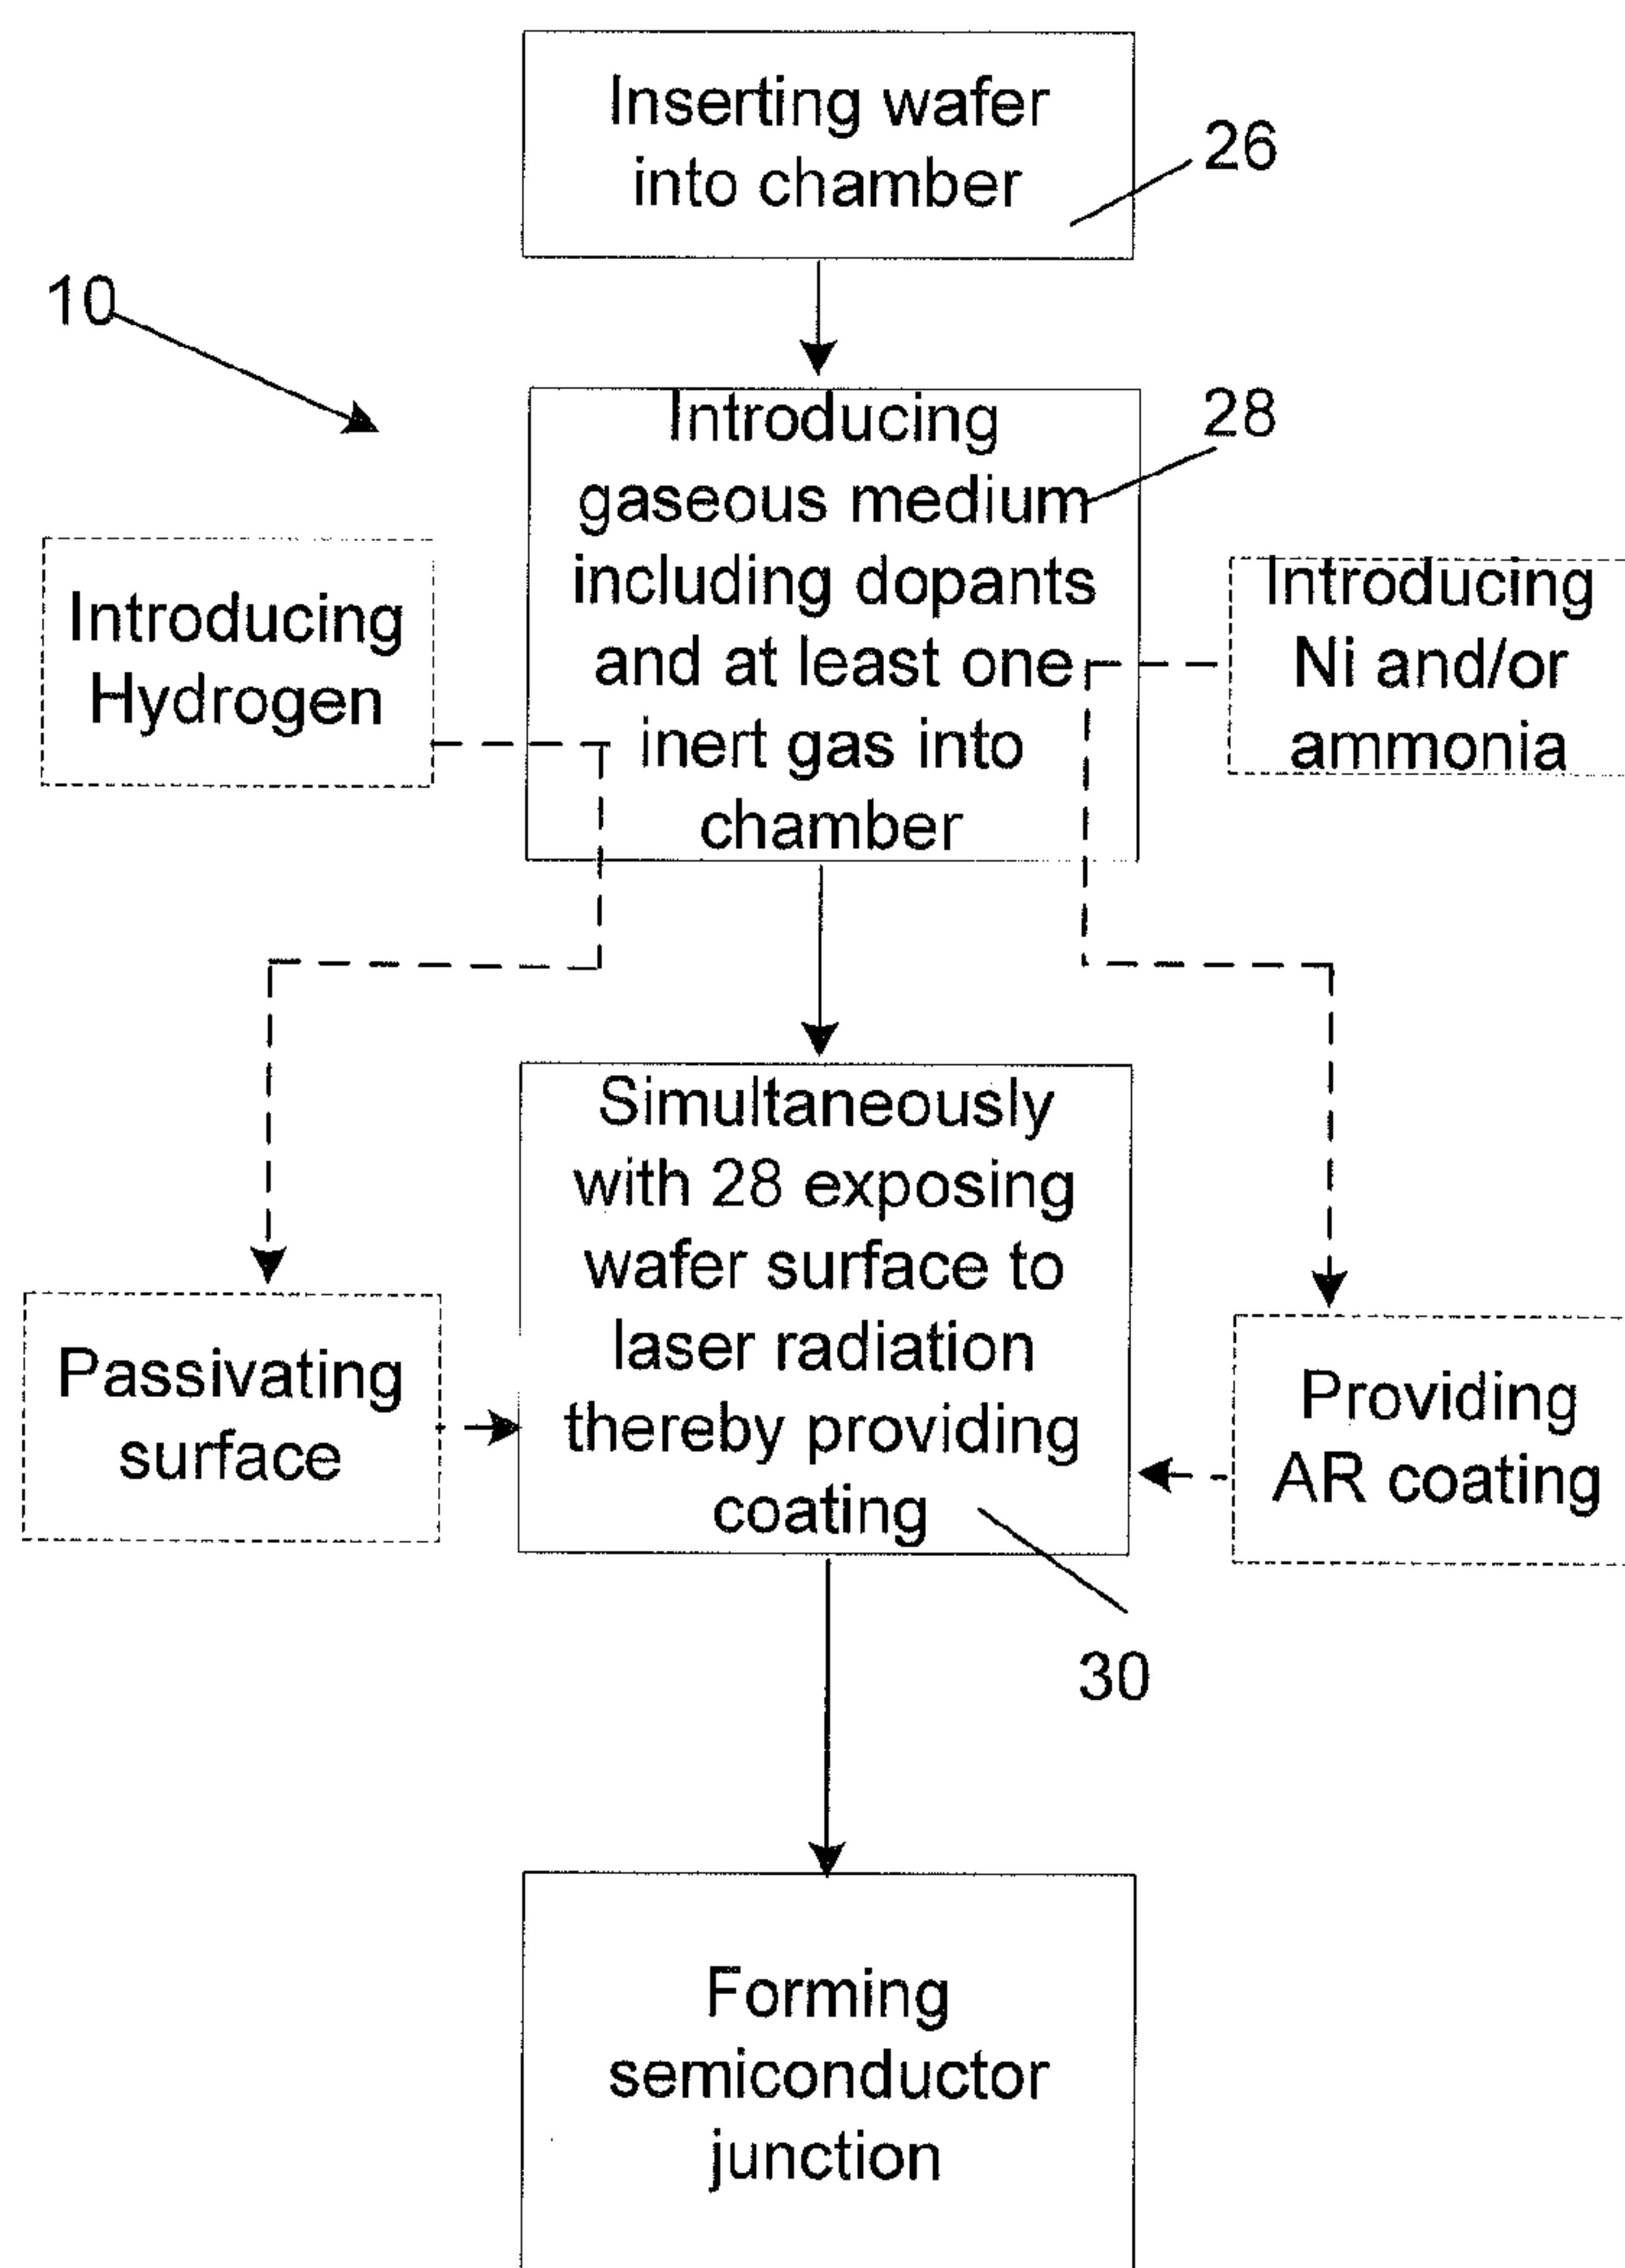 Inserting wafer
into chamber
26
10
Introducing
gaseous medium
including dopants
and at least one
inert gas into
chamber
28
Introducing
Hydrogen
Introducing
Ni and/or
ammonia
Simultaneously
with 28 exposing
wafer surface to
laser radiation
thereby providing
coating
30
Passivating
surface
Providing
AR coating
Forming
semiconductor
junction